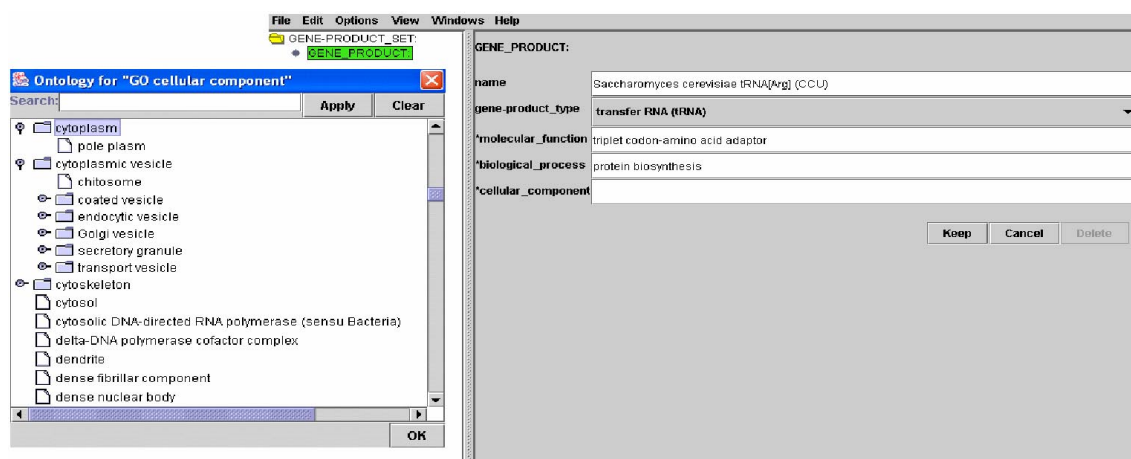 File Edit Options View Windows Help
GENE-PRODUCT_SET:
GENE_PRODUCT:
Ontology for "GO cellular component"
Search: Apply Clear
cytoplasm
pole plasm
cytoplasmic vesicle
chitosome
coated vesicle
endocytic vesicle
Golgi vesicle
secretory granule
transport vesicle
cytoskeleton
cytosol
cytosolic DNA-directed RNA polymerase (sensu Bacteria)
delta-DNA polymerase cofactor complex
dendrite
dense fibrillar component
dense nuclear body
OK
GENE_PRODUCT:
name Saccharomyces cerevisiae tRNA[Arg] (CCU)
gene-product_type transfer RNA (tRNA)
*molecular_function triplet codon-amino acid adaptor
*biological_process protein biosynthesis
*cellular_component
Keep Cancel Delete